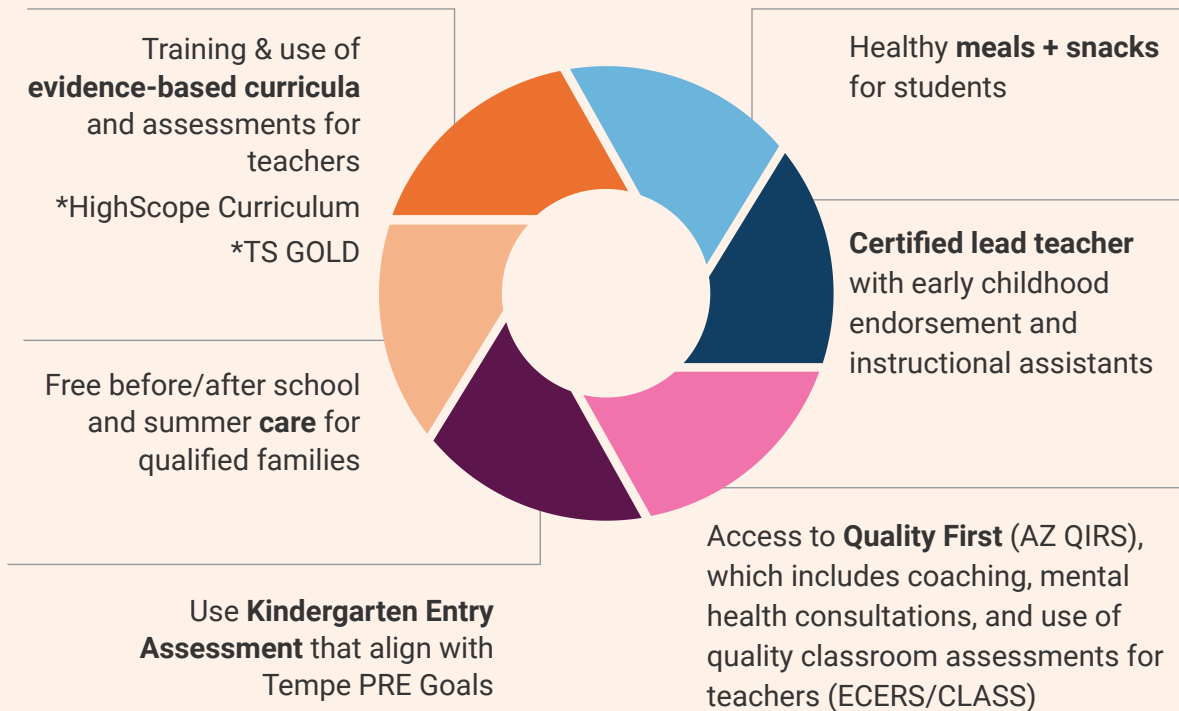 Training & use of
evidence-based curricula
and assessments for
teachers
*HighScope Curriculum
*TS GOLD
Free before/after school
and summer care for
qualified families
Use Kindergarten Entry
Assessment that align with
Tempe PRE Goals
Healthy meals + snacks
for students
Certified lead teacher
with early childhood
endorsement and
instructional assistants
Access to Quality First (AZ QIRS),
which includes coaching, mental
health consultations, and use of
quality classroom assessments for
teachers (ECERS/CLASS)